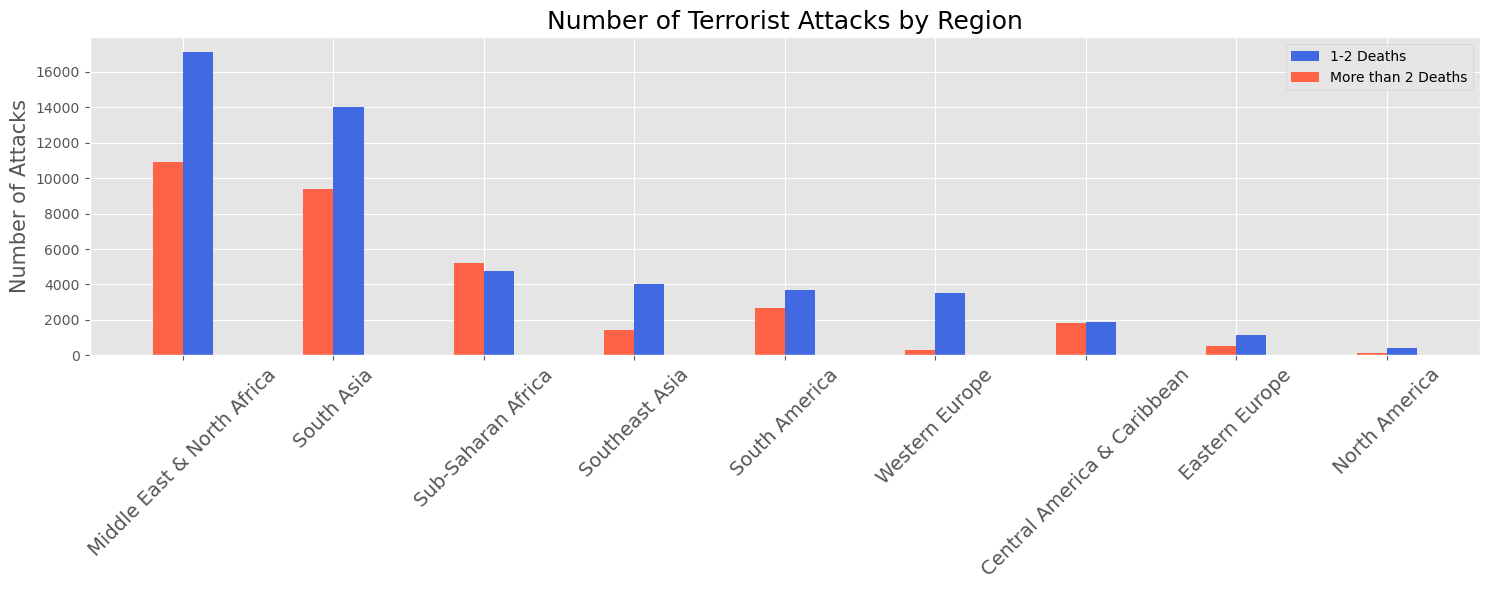 Number of Terrorist Attacks by Region
1-2 Deaths
More than 2 Deaths
Number of Attacks
16000
14000
12000
10000
8000
6000
4000
2000
0
Middle East & North Africa
South Asia
Sub-Saharan Africa
Southeast Asia
South America
Western Europe
Central America & Caribbean
Eastern Europe
North America